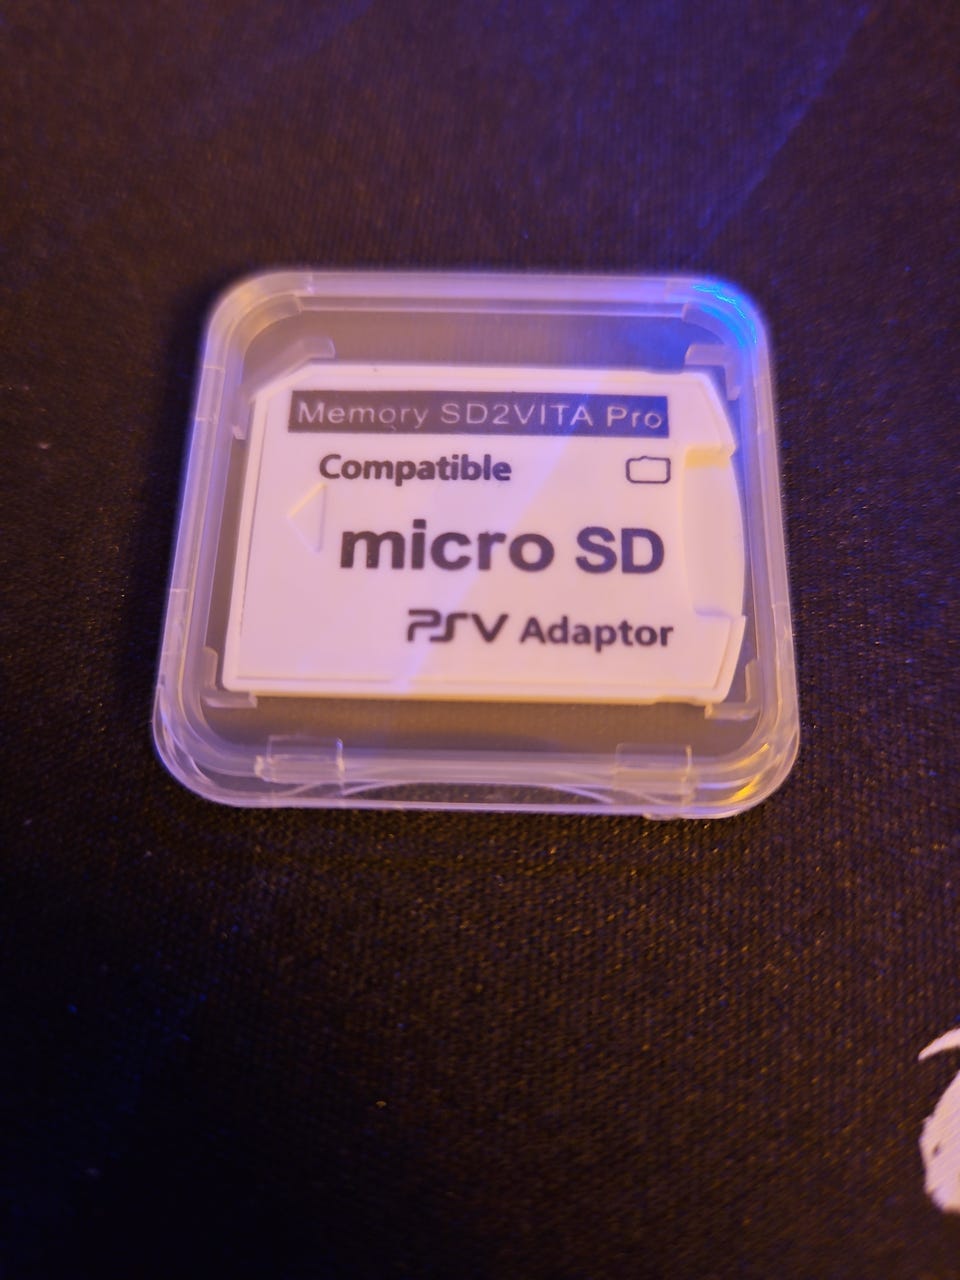 Memory SD2VITA Pro
Compatible
micro SD
PSV Adaptor